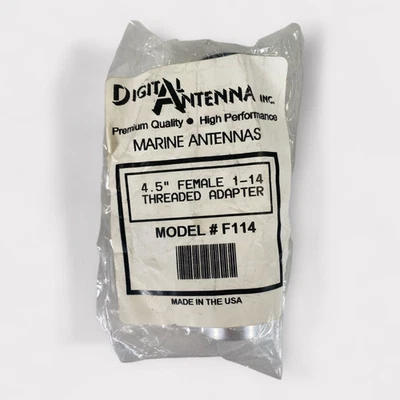 DIGITAL ANTENNA INC.
Premium Quality • High Performance
MARINE ANTENNAS
4.5" FEMALE 1-14
THREADED ADAPTER
MODEL # F114
MADE IN THE USA